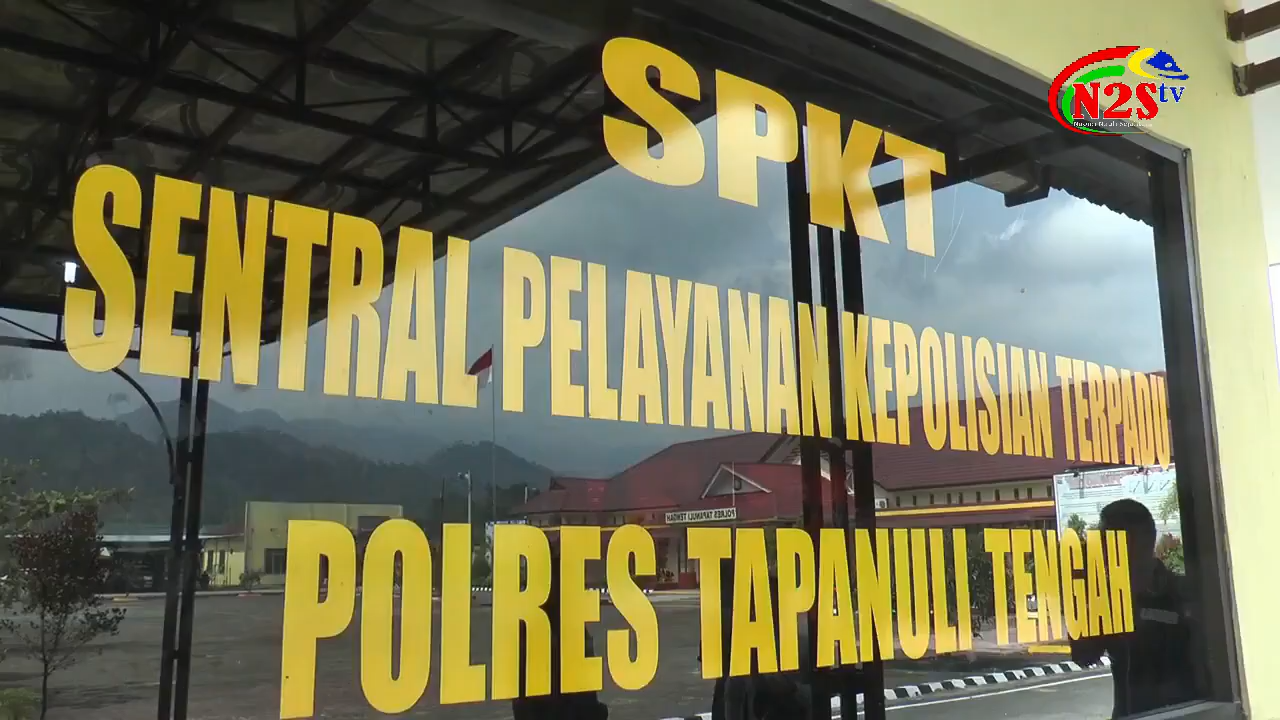 SPKT
SENTRAL PELAYANAN KEPOLISIAN TERPADU
POLRES TAPANULI TENGAH
N2S tv
POLRES TAPANULI TENGAH